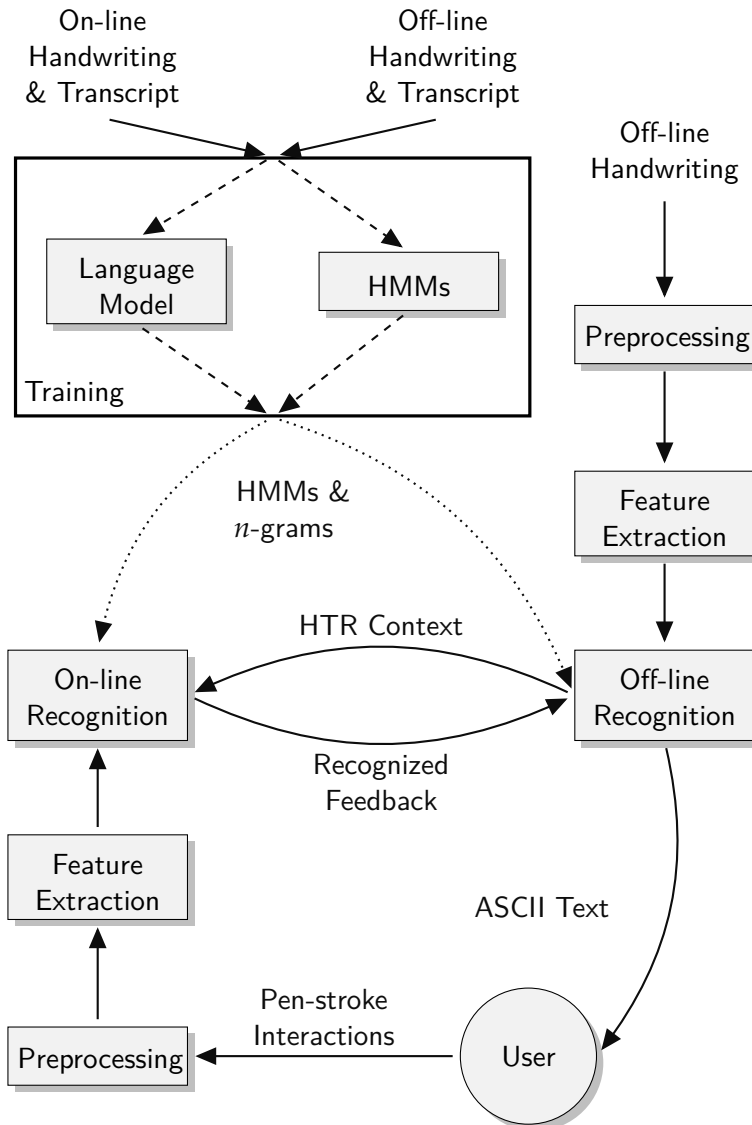 On-line
Handwriting
& Transcript
Off-line
Handwriting
& Transcript
Off-line
Handwriting
Language
Model
HMMs
Preprocessing
Training
HMMs &
n-grams
Feature
Extraction
HTR Context
On-line
Recognition
Off-line
Recognition
Recognized
Feedback
Feature
Extraction
ASCII Text
Pen-stroke
Interactions
Preprocessing
User